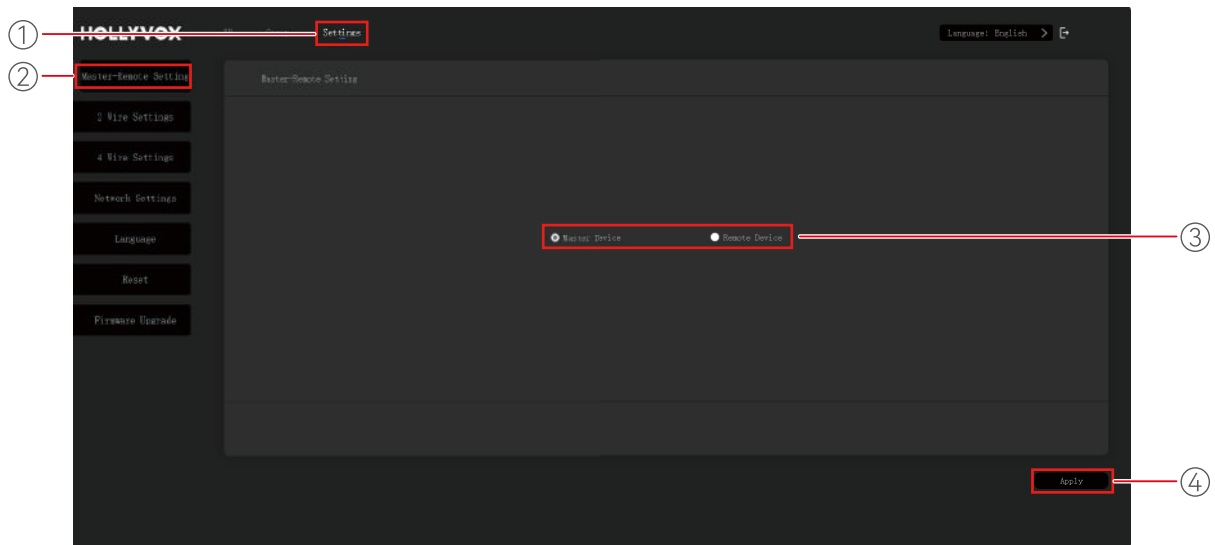 ①
HOLLYVOX
Settings
Language: English >
②
Master-Remote Setting
Master-Remote Setting
2 Wire Settings
4 Wire Settings
Network Settings
Language
Master Device
Remote Device
③
Reset
Firmware Upgrade
Apply
④